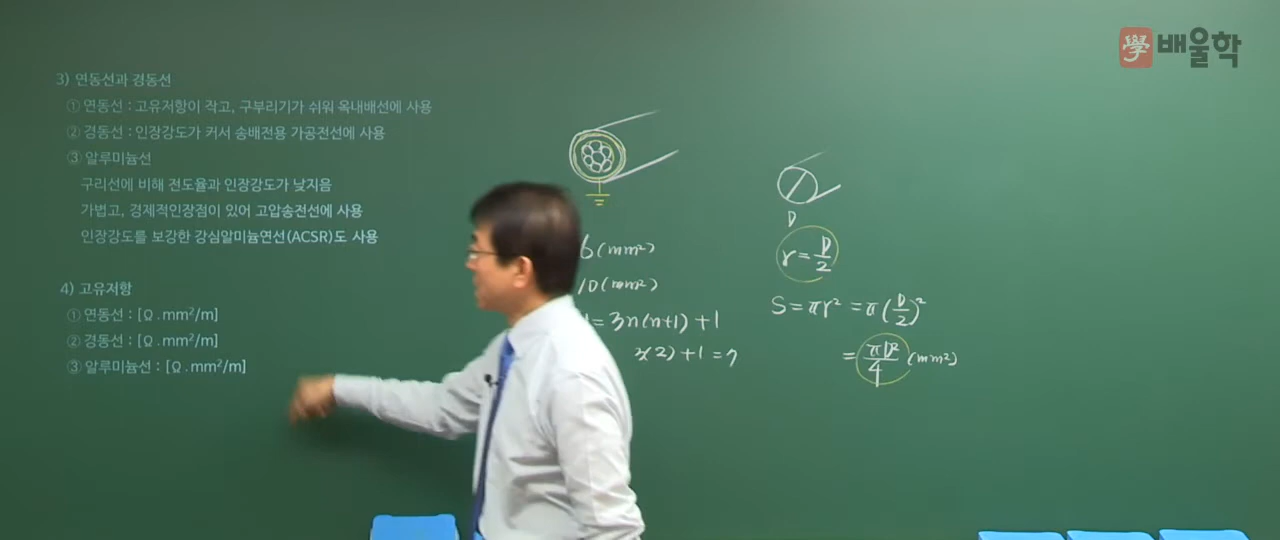 學 배울학
3) 연동선과 경동선
① 연동선 : 고유저항이 작고, 구부리기가 쉬워 옥내배선에 사용
② 경동선 : 인장강도가 커서 송배전용 가공전선에 사용
③ 알루미늄선
구리선에 비해 전도율과 인장강도가 낮지음
가볍고, 경제적인장점이 있어 고압송전선에 사용
인장강도를 보강한 강심알미늄연선(ACSR)도 사용
4) 고유저항
① 연동선 : [Ω.mm²/m]
② 경동선 : [Ω.mm²/m]
③ 알루미늄선 : [Ω.mm²/m]
6(mm²)
10(mm²)
=3n(n+1)+1
3(2)+1=7
D
r=D/2
S=πr²=π(D/2)²
=πD²/4 (mm²)